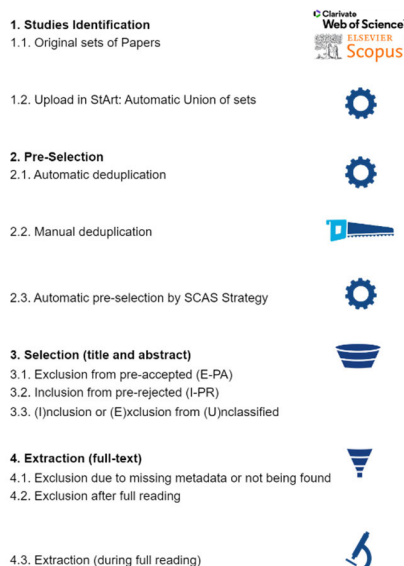 Clarivate
Web of Science
ELSEVIER
Scopus
1. Studies Identification
1.1. Original sets of Papers
1.2. Upload in StArt: Automatic Union of sets
2. Pre-Selection
2.1. Automatic deduplication
2.2. Manual deduplication
2.3. Automatic pre-selection by SCAS Strategy
3. Selection (title and abstract)
3.1. Exclusion from pre-accepted (E-PA)
3.2. Inclusion from pre-rejected (I-PR)
3.3. (I)nclusion or (E)xclusion from (U)nclassified
4. Extraction (full-text)
4.1. Exclusion due to missing metadata or not being found
4.2. Exclusion after full reading
4.3. Extraction (during full reading)